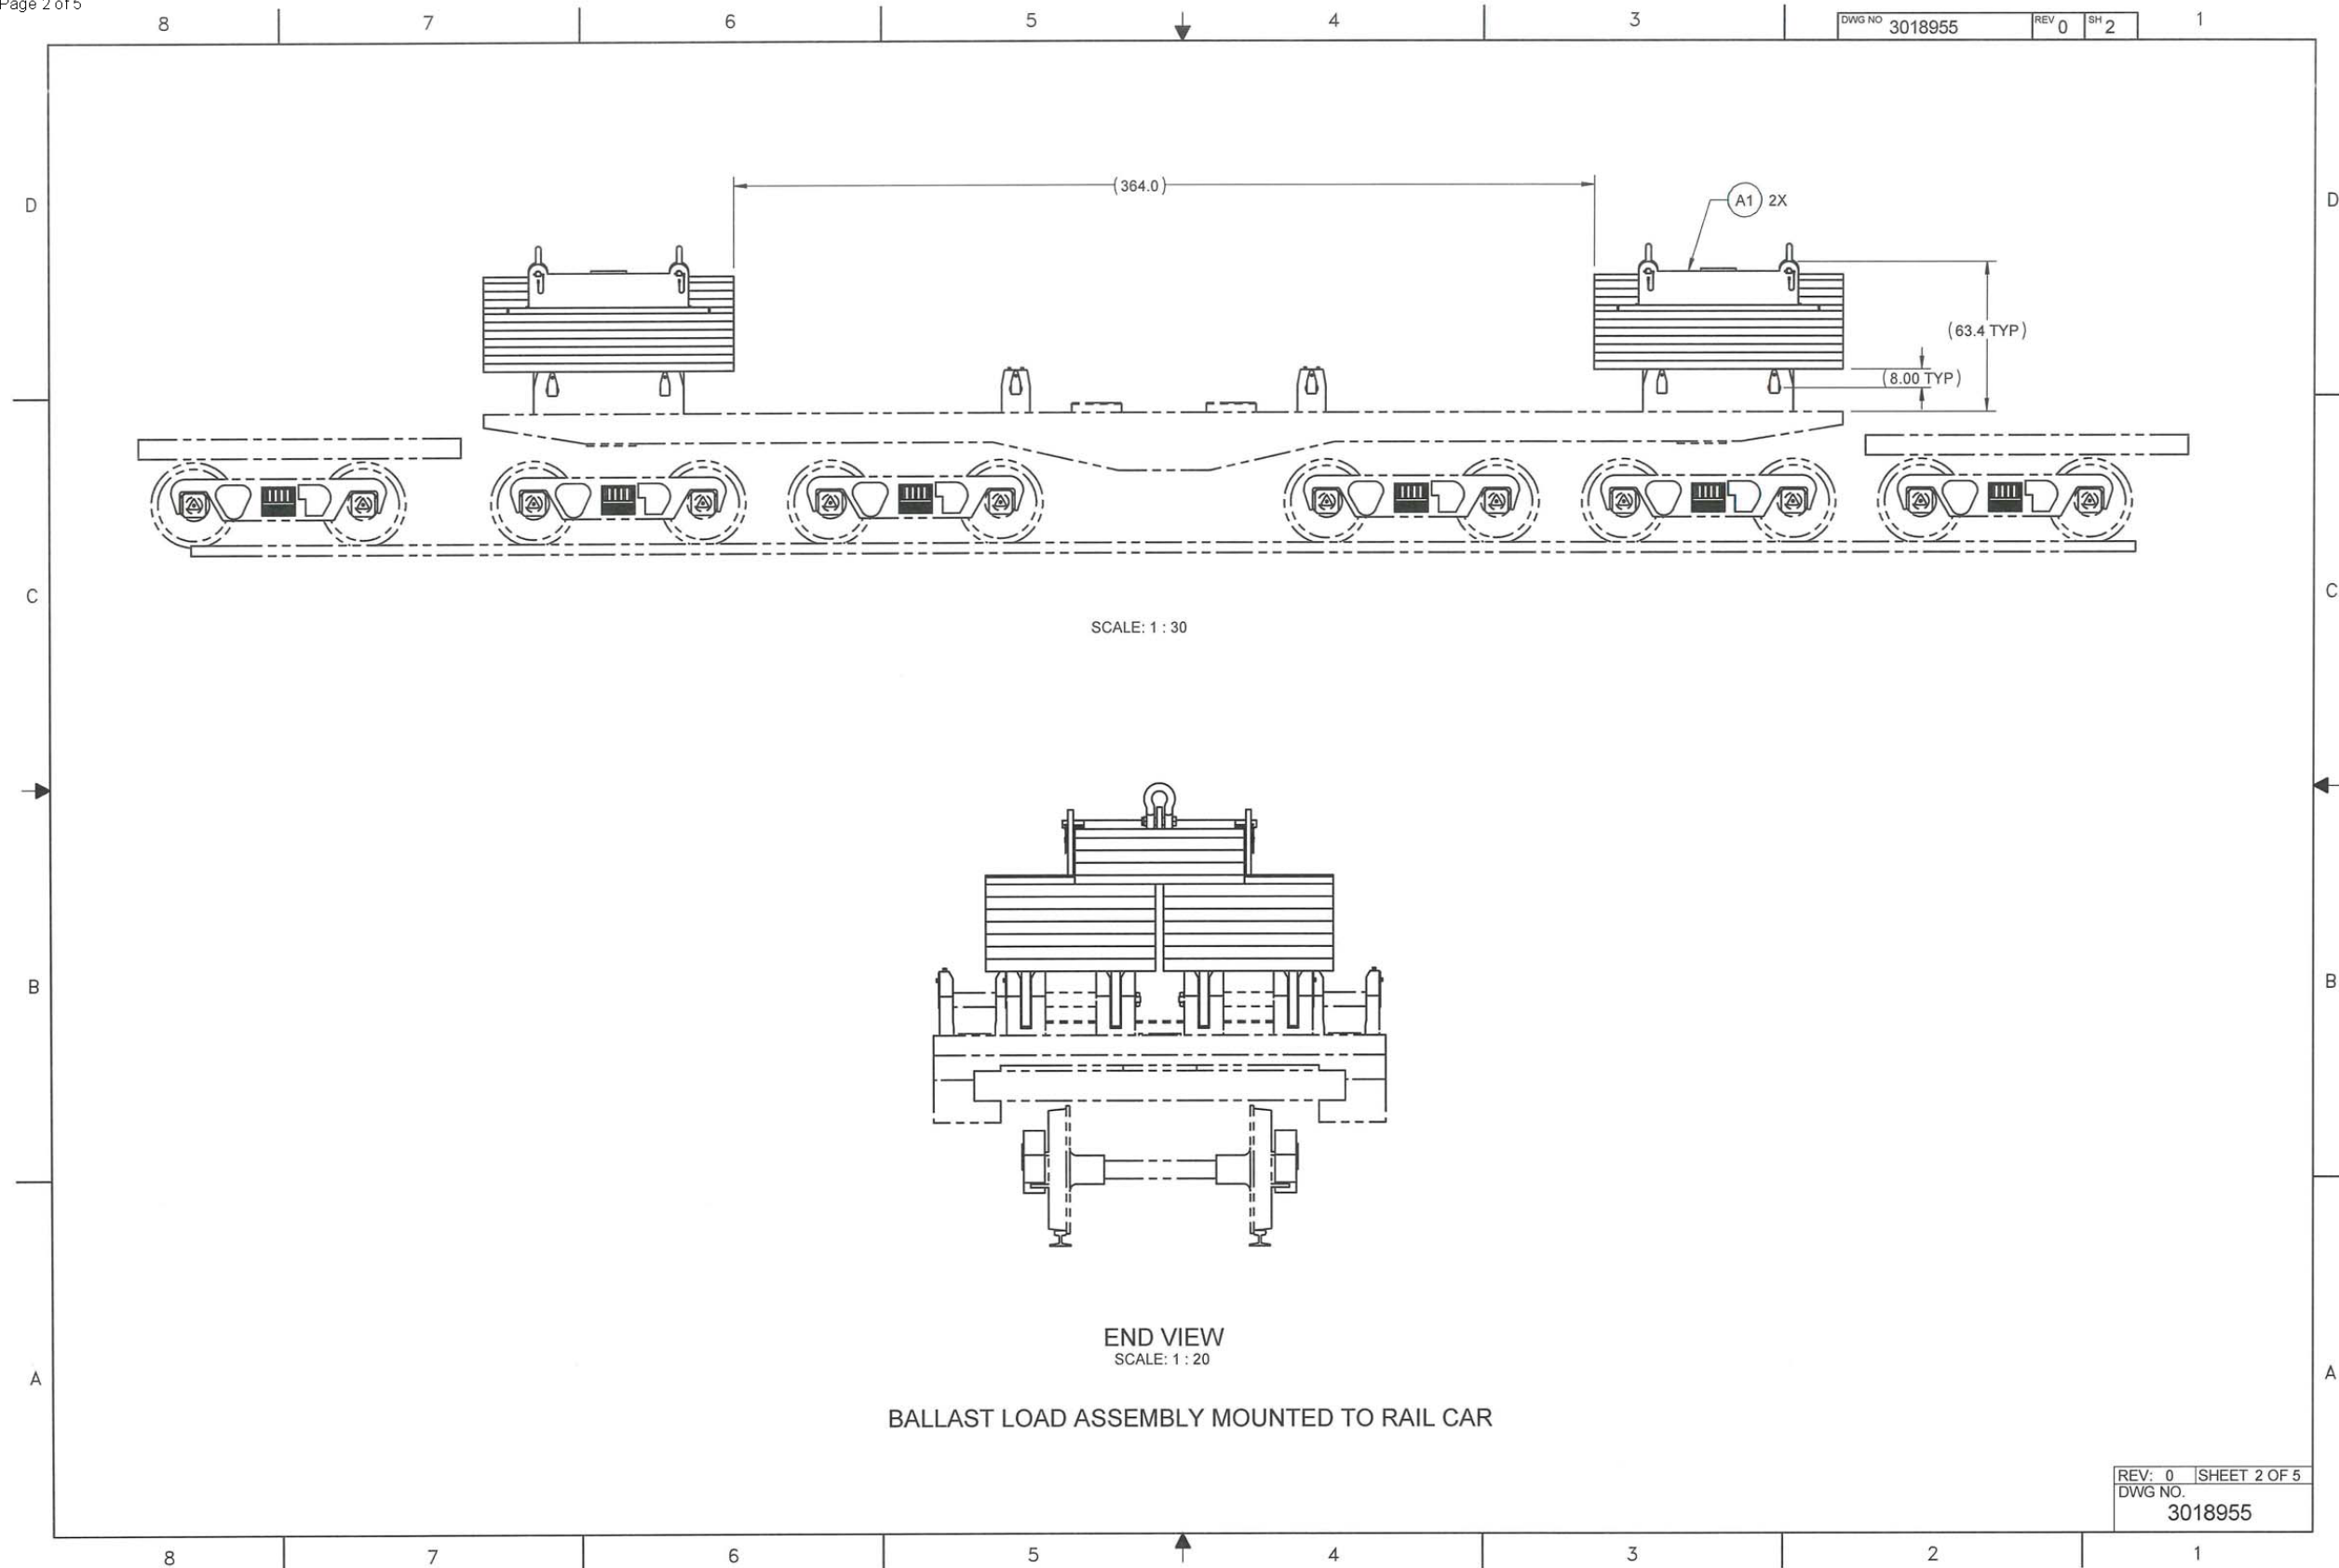 Page 2 of 5
8 7 6 5 4 3 1
DWG NO 3018955 REV 0 SH 2
(364.0)
A1 2X
D D
(63.4 TYP)
(8.00 TYP)
C C
SCALE: 1 : 30
B B
END VIEW
SCALE: 1 : 20
A A
BALLAST LOAD ASSEMBLY MOUNTED TO RAIL CAR
REV: 0 SHEET 2 OF 5
DWG NO.
3018955
8 7 6 5 4 3 2 1